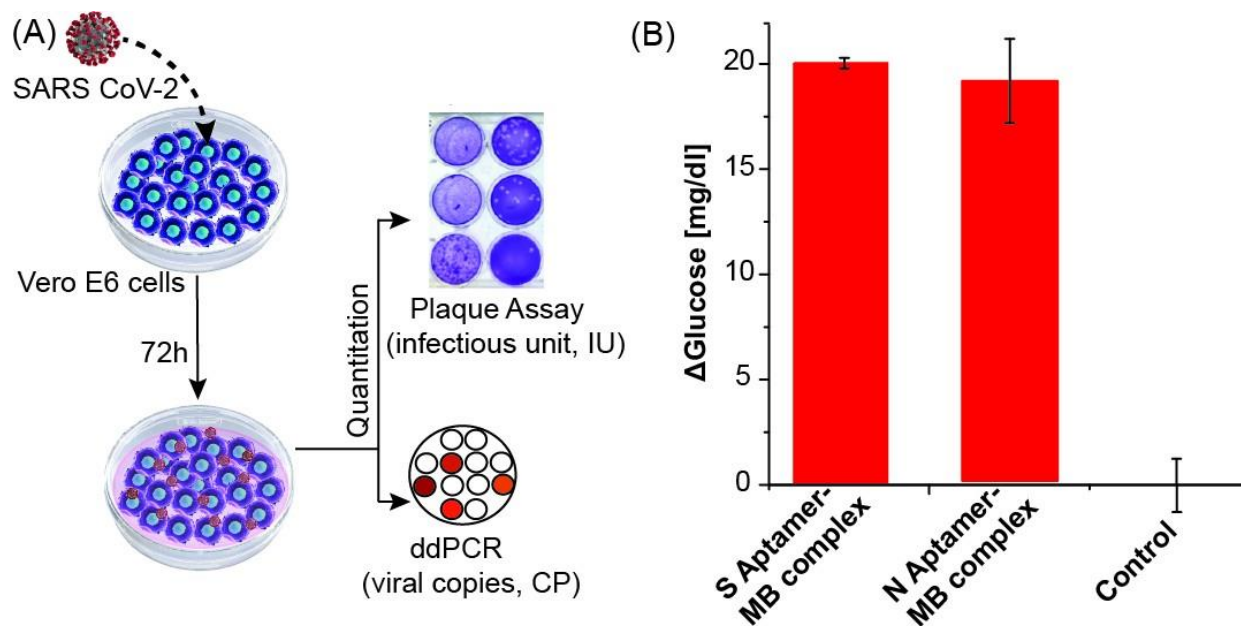 (A)
SARS CoV-2
Vero E6 cells
72h
Quantitation
Plaque Assay
(infectious unit, IU)
ddPCR
(viral copies, CP)
(B)
ΔGlucose [mg/dl]
20
15
10
5
0
S Aptamer-
MB complex
N Aptamer-
MB complex
Control